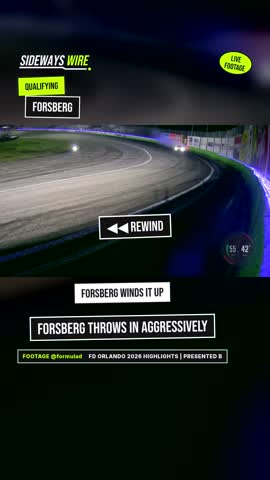 SIDEWAYS WIRE.
LIVE
FOOTAGE
QUALIFYING
FORSBERG
REWIND
55 42°
FORSBERG WINDS IT UP
FORSBERG THROWS IN AGGRESSIVELY
FOOTAGE @formulad FD ORLANDO 2026 HIGHLIGHTS | PRESENTED B